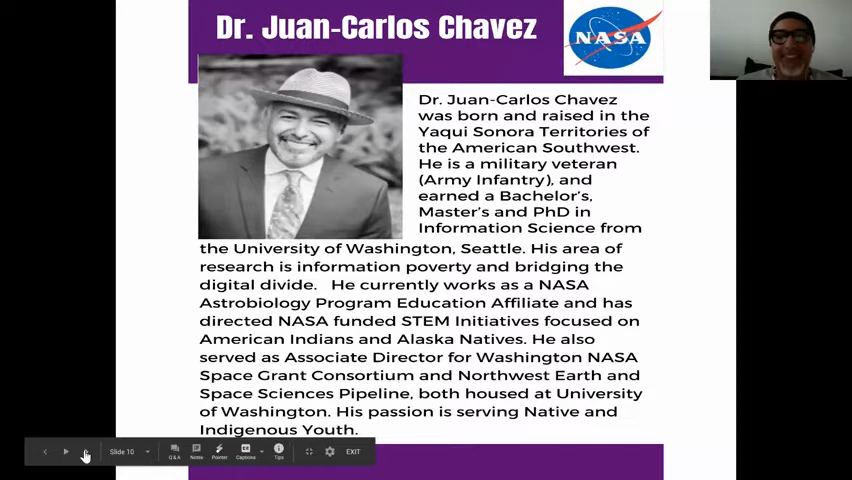 Dr. Juan-Carlos Chavez
NASA
Dr. Juan-Carlos Chavez
was born and raised in the
Yaqui Sonora Territories of
the American Southwest.
He is a military veteran
(Army Infantry), and
earned a Bachelor's,
Master's and PhD in
Information Science from
the University of Washington, Seattle. His area of
research is information poverty and bridging the
digital divide. He currently works as a NASA
Astrobiology Program Education Affiliate and has
directed NASA funded STEM Initiatives focused on
American Indians and Alaska Natives. He also
served as Associate Director for Washington NASA
Space Grant Consortium and Northwest Earth and
Space Sciences Pipeline, both housed at University
of Washington. His passion is serving Native and
Indigenous Youth.
Slide 10 Q&A Notes Pointer Captions Tips EXIT